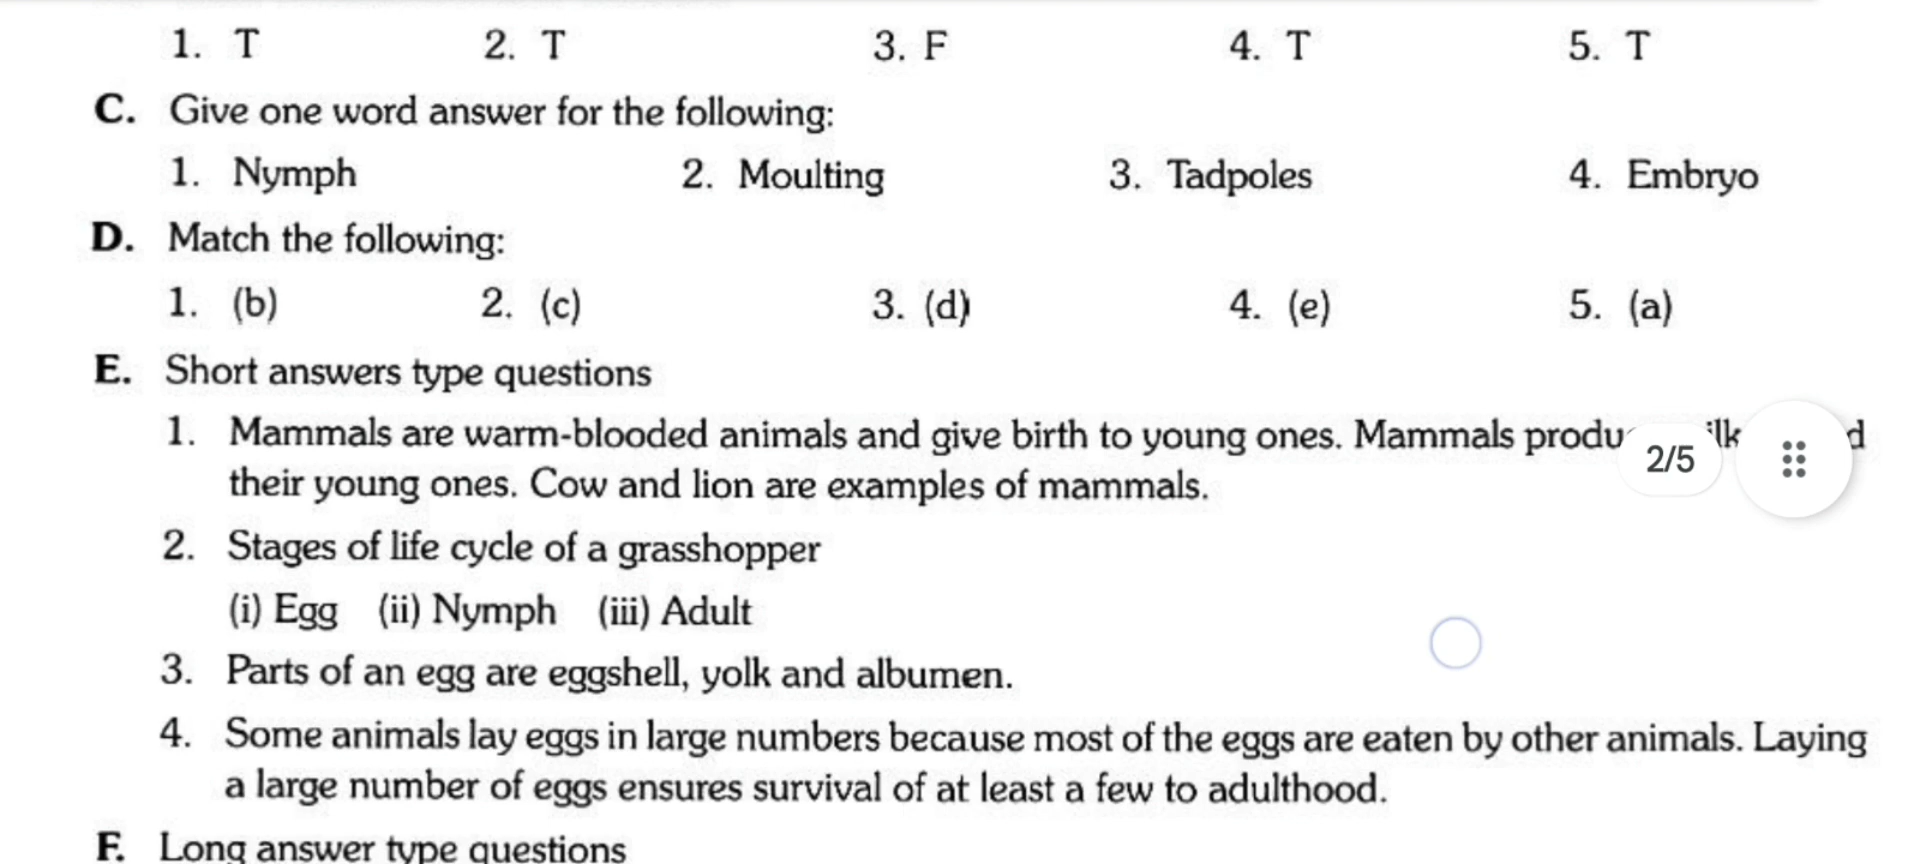 1. T 2. T 3. F 4. T 5. T
C. Give one word answer for the following:
1. Nymph 2. Moulting 3. Tadpoles 4. Embryo
D. Match the following:
1. (b) 2. (c) 3. (d) 4. (e) 5. (a)
E. Short answers type questions
1. Mammals are warm-blooded animals and give birth to young ones. Mammals
2/5
their young ones. Cow and lion are examples of mammals.
2. Stages of life cycle of a grasshopper
(i) Egg (ii) Nymph (iii) Adult
3. Parts of an egg are eggshell, yolk and albumen.
4. Some animals lay eggs in large numbers because most of the eggs are eaten by other animals. Laying
a large number of eggs ensures survival of at least a few to adulthood.
F. Long answer type questions